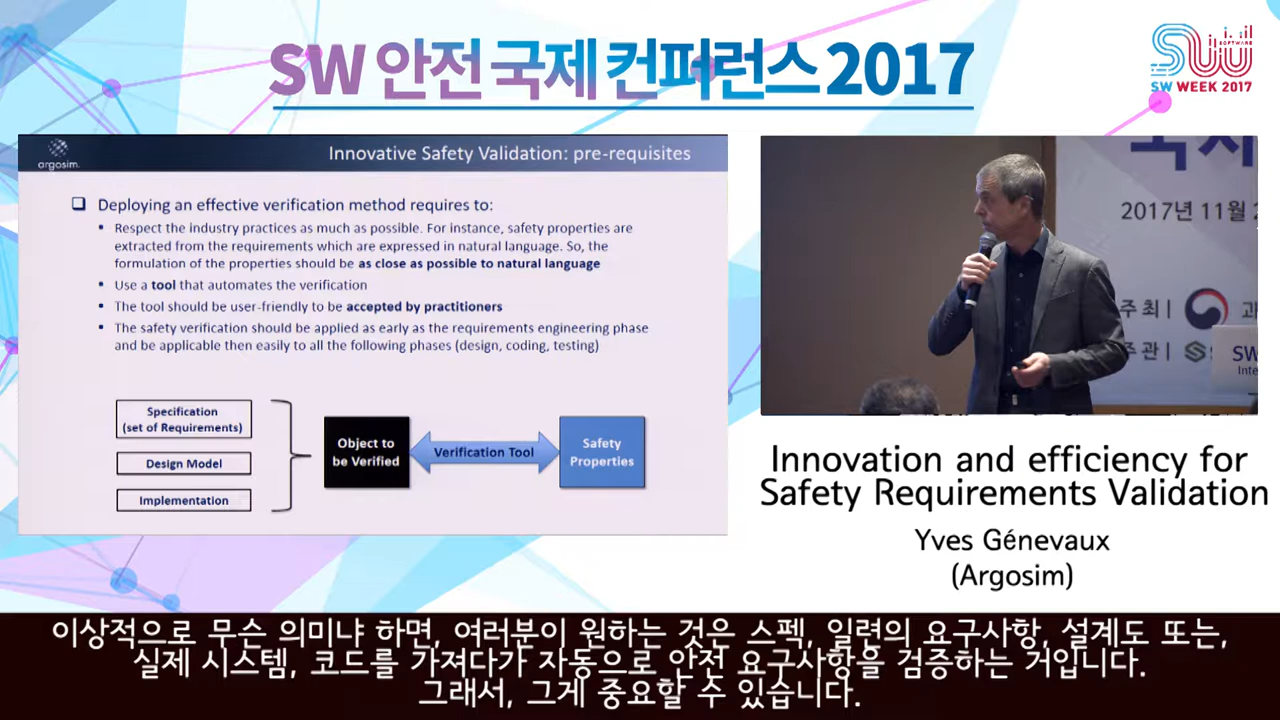 SW 안전 국제 컨퍼런스 2017
SOFTWARE
SW WEEK 2017
argosim
Innovative Safety Validation: pre-requisites
Deploying an effective verification method requires to:
• Respect the industry practices as much as possible. For instance, safety properties are
extracted from the requirements which are expressed in natural language. So, the
formulation of the properties should be as close as possible to natural language
• Use a tool that automates the verification
• The tool should be user-friendly to be accepted by practitioners
• The safety verification should be applied as early as the requirements engineering phase
and be applicable then easily to all the following phases (design, coding, testing)
Specification
(set of Requirements)
Design Model
Implementation
Object to
be Verified
Verification Tool
Safety
Properties
국제
2017년 11월 2
주최 |
주관 |
SW
Inte
Innovation and efficiency for
Safety Requirements Validation
Yves Génevaux
(Argosim)
이상적으로 무슨 의미냐 하면, 여러분이 원하는 것은 스펙, 일련의 요구사항, 설계도 또는,
실제 시스템, 코드를 가져다가 자동으로 안전 요구사항을 검증하는 거입니다.
그래서, 그게 중요할 수 있습니다.